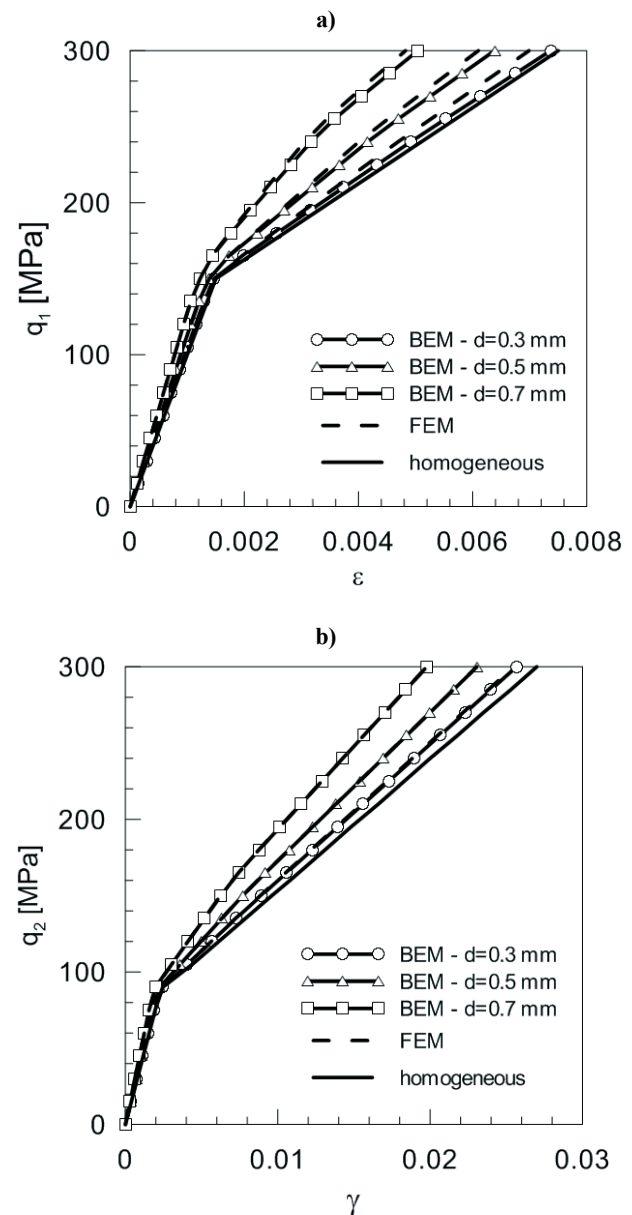 a)
300
200
100
0
q₁ [MPa]
BEM - d=0.3 mm
BEM - d=0.5 mm
BEM - d=0.7 mm
FEM
homogeneous
0 0.002 0.004 0.006 0.008
ε
b)
300
200
100
0
q₂ [MPa]
BEM - d=0.3 mm
BEM - d=0.5 mm
BEM - d=0.7 mm
FEM
homogeneous
0 0.01 0.02 0.03
γ